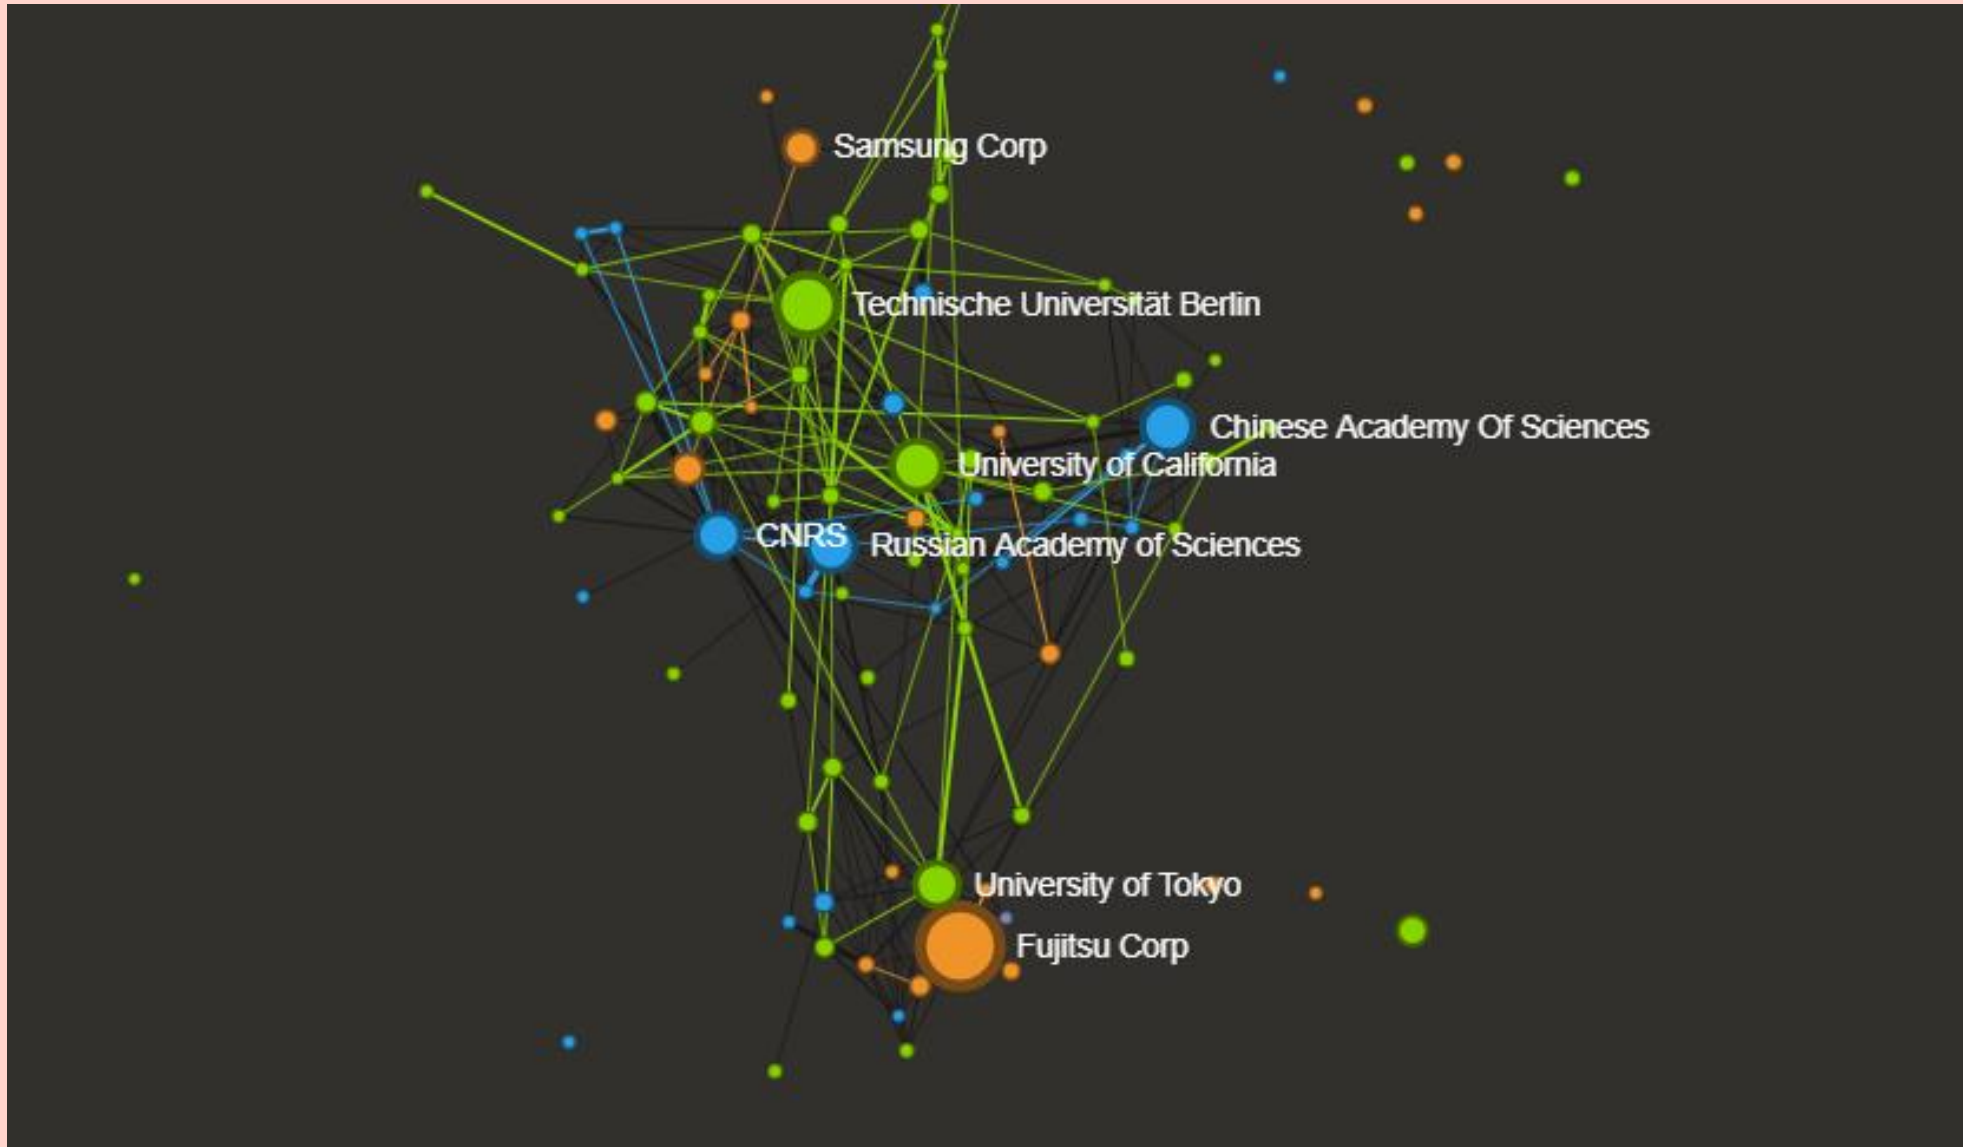 Samsung Corp
Technische Universität Berlin
Chinese Academy Of Sciences
University of California
CNRS
Russian Academy of Sciences
University of Tokyo
Fujitsu Corp